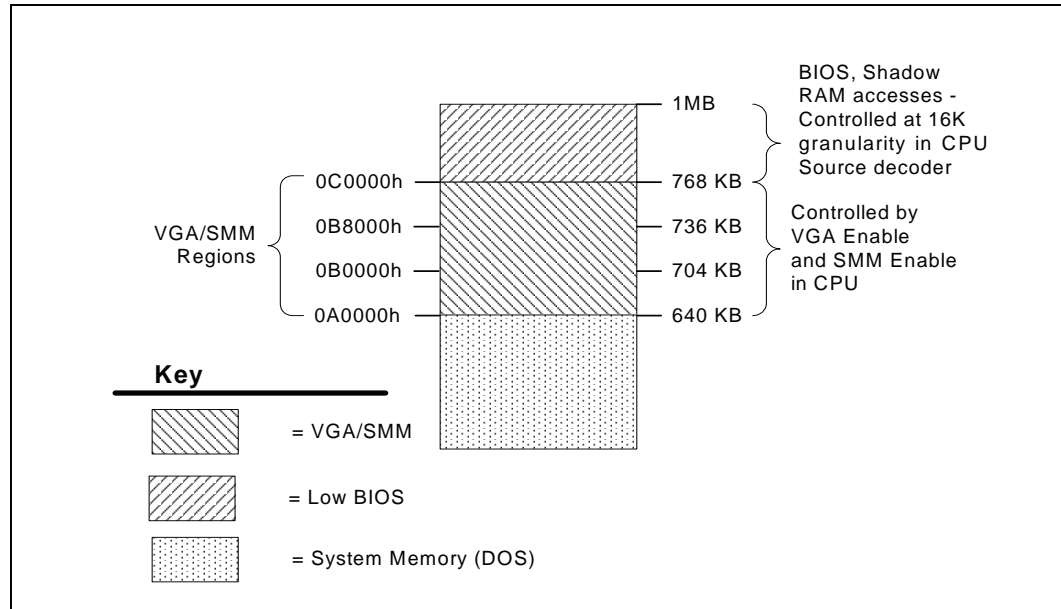 BIOS, Shadow
RAM accesses -
Controlled at 16K
granularity in CPU
Source decoder
1MB
0C0000h
768 KB
0B8000h
736 KB
VGA/SMM
Regions
Controlled by
VGA Enable
and SMM Enable
in CPU
0B0000h
704 KB
0A0000h
640 KB
Key
= VGA/SMM
= Low BIOS
= System Memory (DOS)